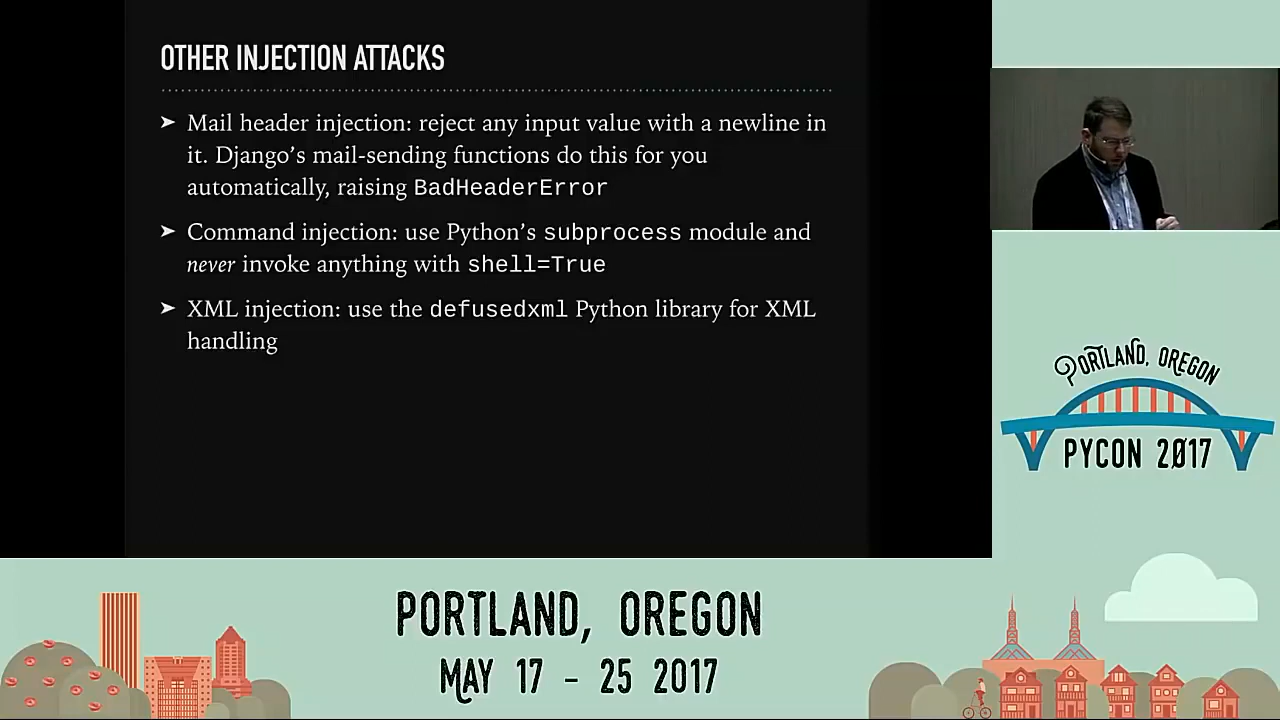 OTHER INJECTION ATTACKS
➤ Mail header injection: reject any input value with a newline in
it. Django’s mail-sending functions do this for you
automatically, raising BadHeaderError
➤ Command injection: use Python’s subprocess module and
never invoke anything with shell=True
➤ XML injection: use the defusedxml Python library for XML
handling
PORTLAND, OREGON
PYCON 2017
PORTLAND, OREGON
MAY 17 - 25 2017